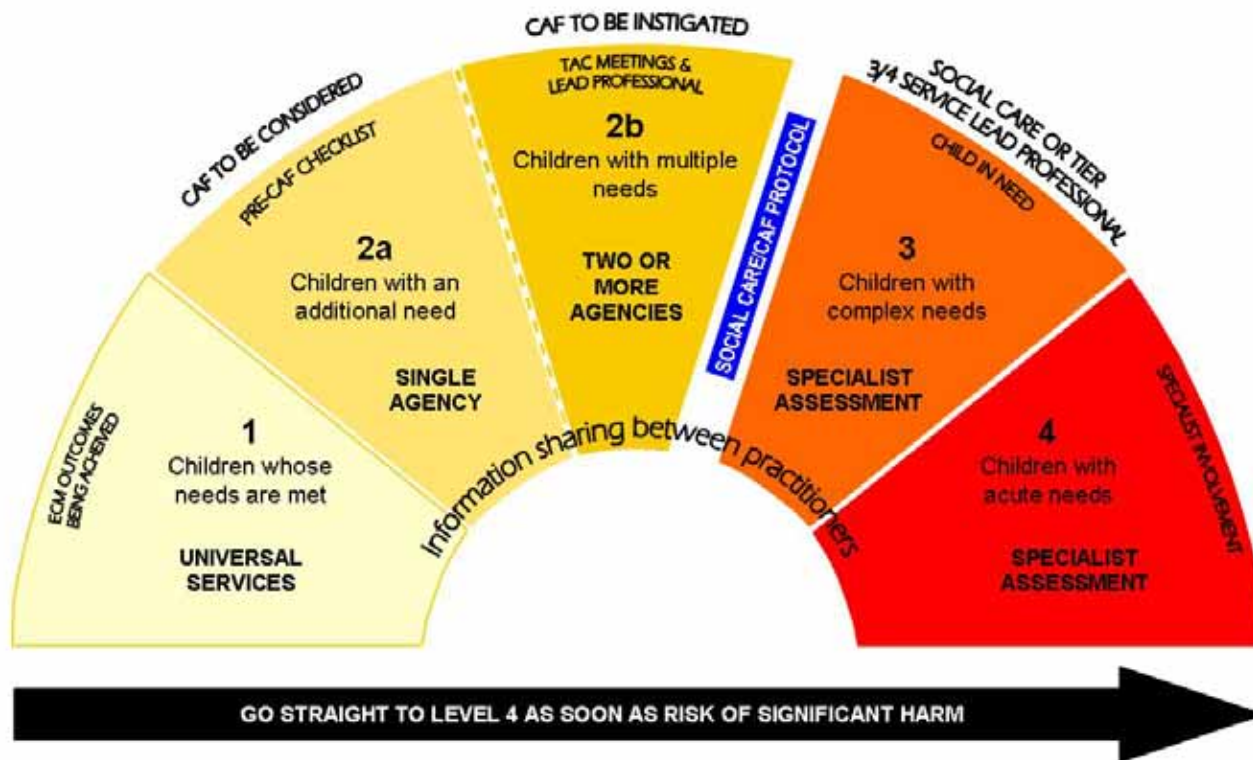 CAF TO BE INSTIGATED
CAF TO BE CONSIDERED
SOCIAL CARE OR TIER
3/4 SERVICE LEAD PROFESSIONAL
ECM OUTCOMES
BEING ACHEIVED
1
Children whose
needs are met
UNIVERSAL
SERVICES
PRE-CAF CHECKLIST
2a
Children with an
additional need
SINGLE
AGENCY
TAC MEETINGS &
LEAD PROFESSIONAL
2b
Children with multiple
needs
TWO OR
MORE
AGENCIES
SOCIAL CARE/CAF PROTOCOL
CHILD IN NEED
3
Children with
complex needs
SPECIALIST
ASSESSMENT
SPECIALIST INVOLVEMENT
4
Children with
acute needs
SPECIALIST
ASSESSMENT
Information sharing between practitioners
GO STRAIGHT TO LEVEL 4 AS SOON AS RISK OF SIGNIFICANT HARM